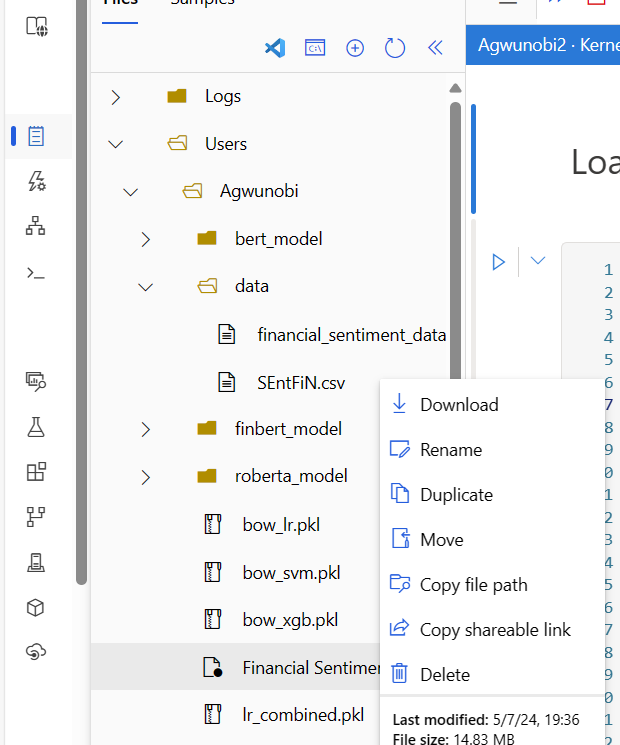 Files
Samples
Agwunobi2 · Kerne
Logs
Users
Agwunobi
bert_model
data
financial_sentiment_data
SEntFiN.csv
finbert_model
roberta_model
bow_lr.pkl
bow_svm.pkl
bow_xgb.pkl
Financial Sentimen
lr_combined.pkl
Loa
1
2
3
4
5
6
7
8
9
0
1
2
3
4
5
6
7
8
9
0
1
Download
Rename
Duplicate
Move
Copy file path
Copy shareable link
Delete
Last modified: 5/7/24, 19:36
File size: 14.83 MB